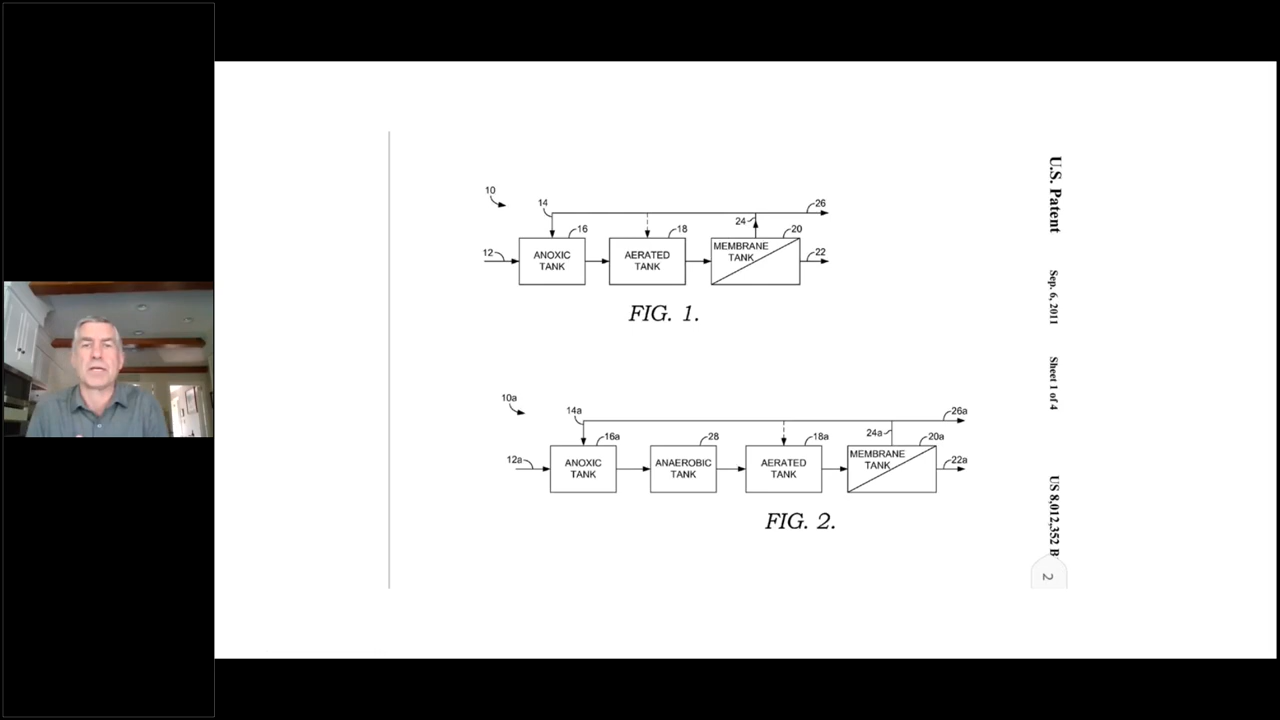 10
14
16
18
24
20
26
12
ANOXIC
TANK
AERATED
TANK
MEMBRANE
TANK
22
FIG. 1.
10a
14a
16a
28
18a
24a
20a
26a
12a
ANOXIC
TANK
ANAEROBIC
TANK
AERATED
TANK
MEMBRANE
TANK
22a
FIG. 2.
U.S. Patent
Sep. 6, 2011
Sheet 1 of 4
US 8,012,352 B
2